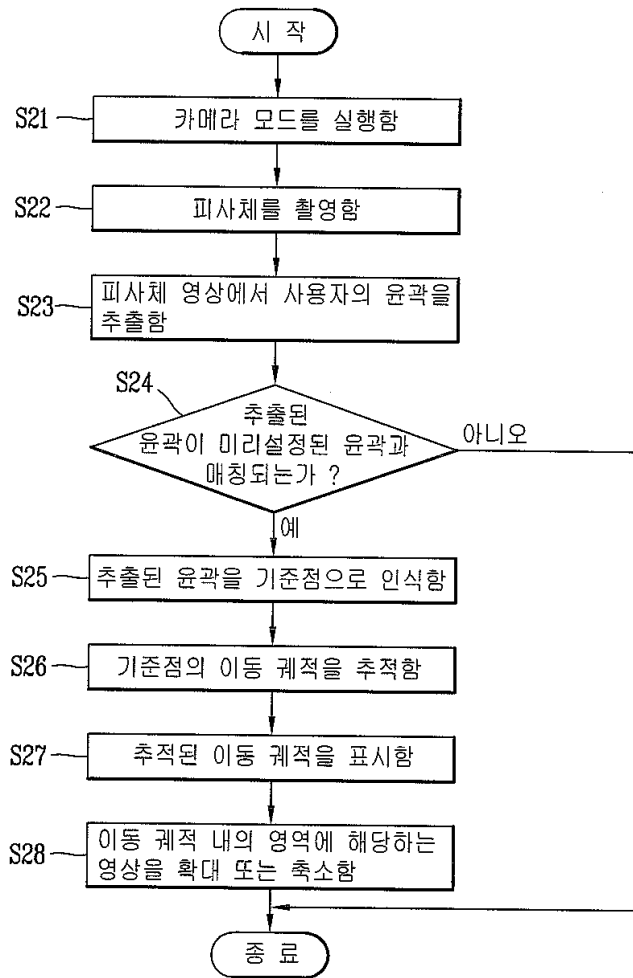 시 작
S21
카메라 모드를 실행함
S22
피사체를 촬영함
S23
피사체 영상에서 사용자의 윤곽을
추출함
S24
추출된
윤곽이 미리설정된 윤곽과
매칭되는가 ?
아니오
예
S25
추출된 윤곽을 기준점으로 인식함
S26
기준점의 이동 궤적을 추적함
S27
추적된 이동 궤적을 표시함
S28
이동 궤적 내의 영역에 해당하는
영상을 확대 또는 축소함
종 료